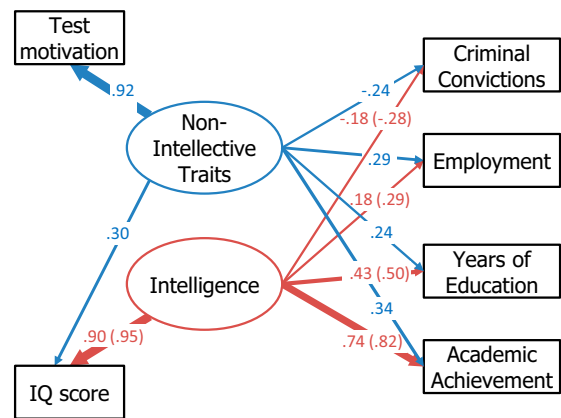 Test
motivation
Criminal
Convictions
.92
-.24
-.18 (-.28)
Non-
Intellective
Traits
.29
Employment
.18 (.29)
.30
.24
Intelligence
.43 (.50)
Years of
Education
.34
.90 (.95)
.74 (.82)
Academic
Achievement
IQ score